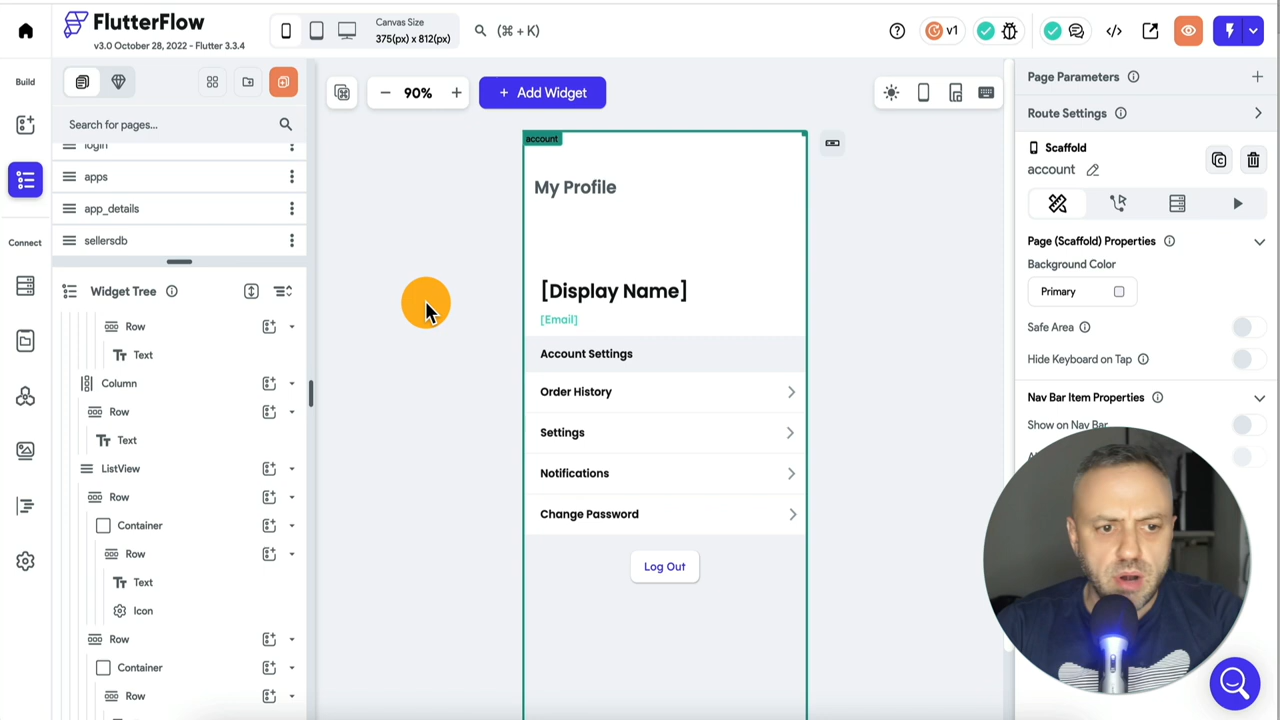 FlutterFlow
v3.0 October 28, 2022 - Flutter 3.3.4
Canvas Size
375(px) x 812(px)
(⌘ + K)
v1
Build
Connect
Search for pages...
login
apps
app_details
sellersdb
Widget Tree
Row
Text
Column
Row
Text
ListView
Row
Container
Row
Text
Icon
Row
Container
Row
90%
+ Add Widget
account
My Profile
[Display Name]
[Email]
Account Settings
Order History
Settings
Notifications
Change Password
Log Out
Page Parameters
Route Settings
Scaffold
account
Page (Scaffold) Properties
Background Color
Primary
Safe Area
Hide Keyboard on Tap
Nav Bar Item Properties
Show on Nav Bar